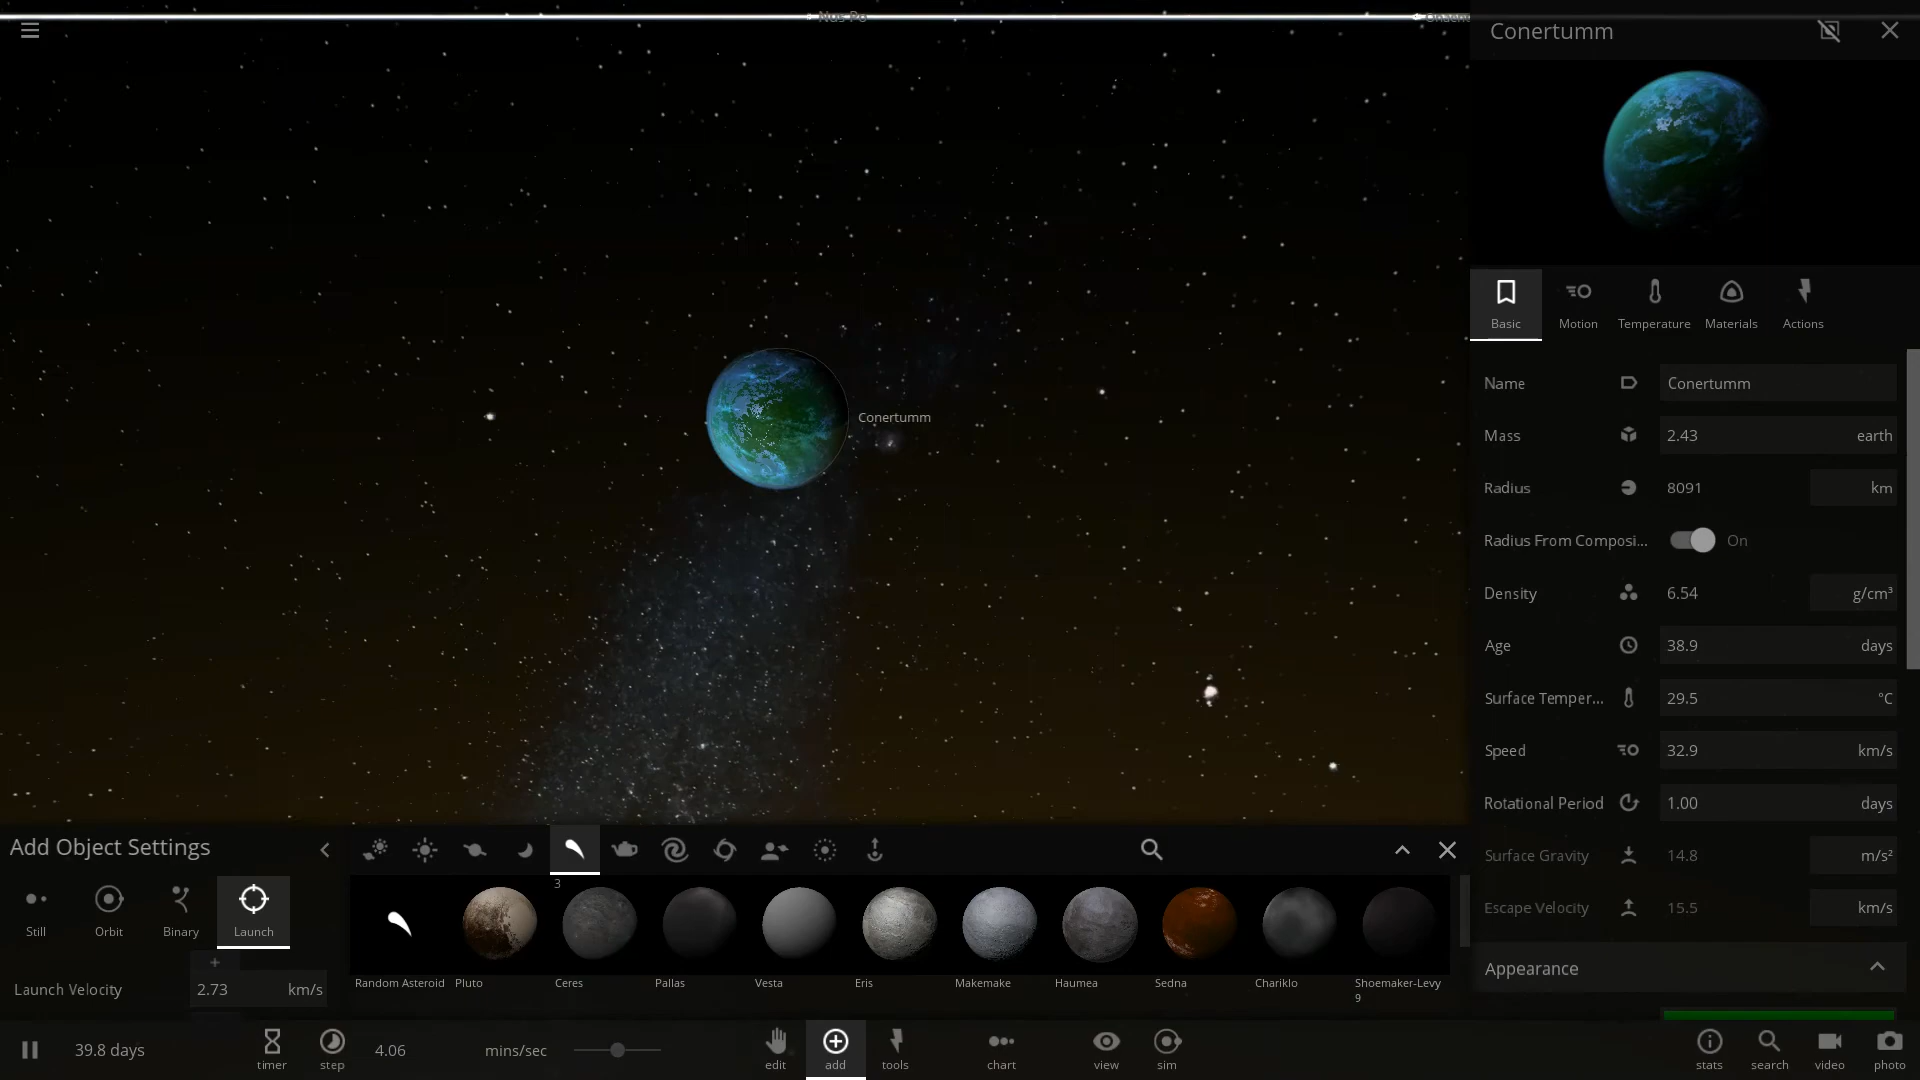 Nus Po
Conertumm
Conertumm
Basic
Motion
Temperature
Materials
Actions
Name
Conertumm
Mass
2.43
earth
Radius
8091
km
Radius From Composi...
On
Density
6.54
g/cm³
Age
38.9
days
Surface Temper...
29.5
°C
Speed
32.9
km/s
Rotational Period
1.00
days
Surface Gravity
14.8
m/s²
Escape Velocity
15.5
km/s
Appearance
Add Object Settings
Still
Orbit
Binary
Launch
Launch Velocity
+
2.73
km/s
3
Random Asteroid
Pluto
Ceres
Pallas
Vesta
Eris
Makemake
Haumea
Sedna
Chariklo
Shoemaker-Levy
9
39.8 days
timer
step
4.06
mins/sec
edit
add
tools
chart
view
sim
stats
search
video
photo